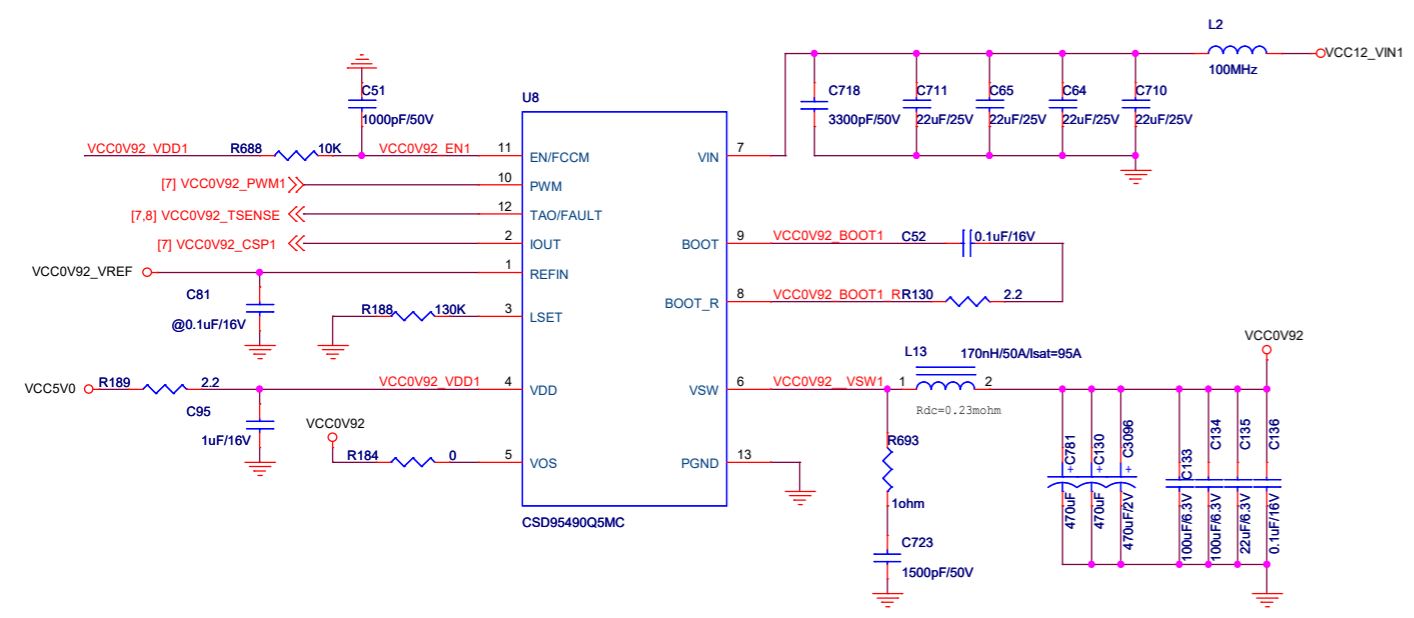 L2
VCC12_VIN1
100MHz
C51
1000pF/50V
U8
C718
3300pF/50V
C711
22uF/25V
C65
22uF/25V
C64
22uF/25V
C710
22uF/25V
VCC0V92_VDD1
R688
10K
VCC0V92_EN1
11
EN/FCCM
VIN
7
[7] VCC0V92_PWM1
10
PWM
[7,8] VCC0V92_TSENSE
12
TAO/FAULT
[7] VCC0V92_CSP1
2
IOUT
BOOT
9
VCC0V92_BOOT1
C52
0.1uF/16V
VCC0V92_VREF
1
REFIN
C81
@0.1uF/16V
BOOT_R
8
VCC0V92_BOOT1_R
R130
2.2
R188
130K
3
LSET
VCC0V92
L13
170nH/50A/Isat=95A
VCC5V0
R189
2.2
VCC0V92_VDD1
4
VDD
VSW
6
VCC0V92__VSW1
1
2
Rdc=0.23mohm
C95
1uF/16V
VCC0V92
R184
0
5
VOS
PGND
13
R693
1ohm
C723
1500pF/50V
+
C781
470uF
+
C130
470uF
+
C3096
470uF/2V
C133
100uF/6.3V
C134
100uF/6.3V
C135
22uF/6.3V
C136
0.1uF/16V
CSD95490Q5MC